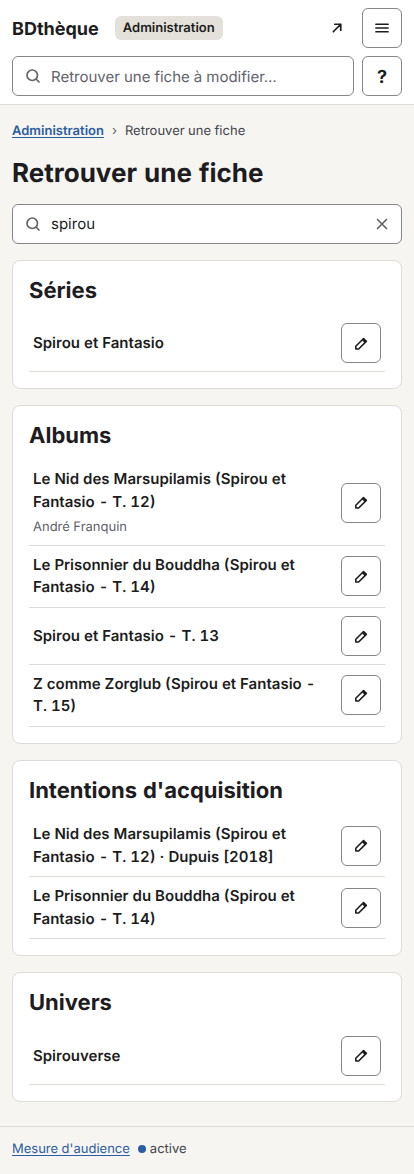 BDthèque Administration
Retrouver une fiche à modifier...
?
Administration › Retrouver une fiche
Retrouver une fiche
spirou
Séries
Spirou et Fantasio
Albums
Le Nid des Marsupilamis (Spirou et
Fantasio - T. 12)
André Franquin
Le Prisonnier du Bouddha (Spirou et
Fantasio - T. 14)
Spirou et Fantasio - T. 13
Z comme Zorglub (Spirou et Fantasio -
T. 15)
Intentions d'acquisition
Le Nid des Marsupilamis (Spirou et
Fantasio - T. 12) · Dupuis [2018]
Le Prisonnier du Bouddha (Spirou et
Fantasio - T. 14)
Univers
Spirouverse
Mesure d'audience active